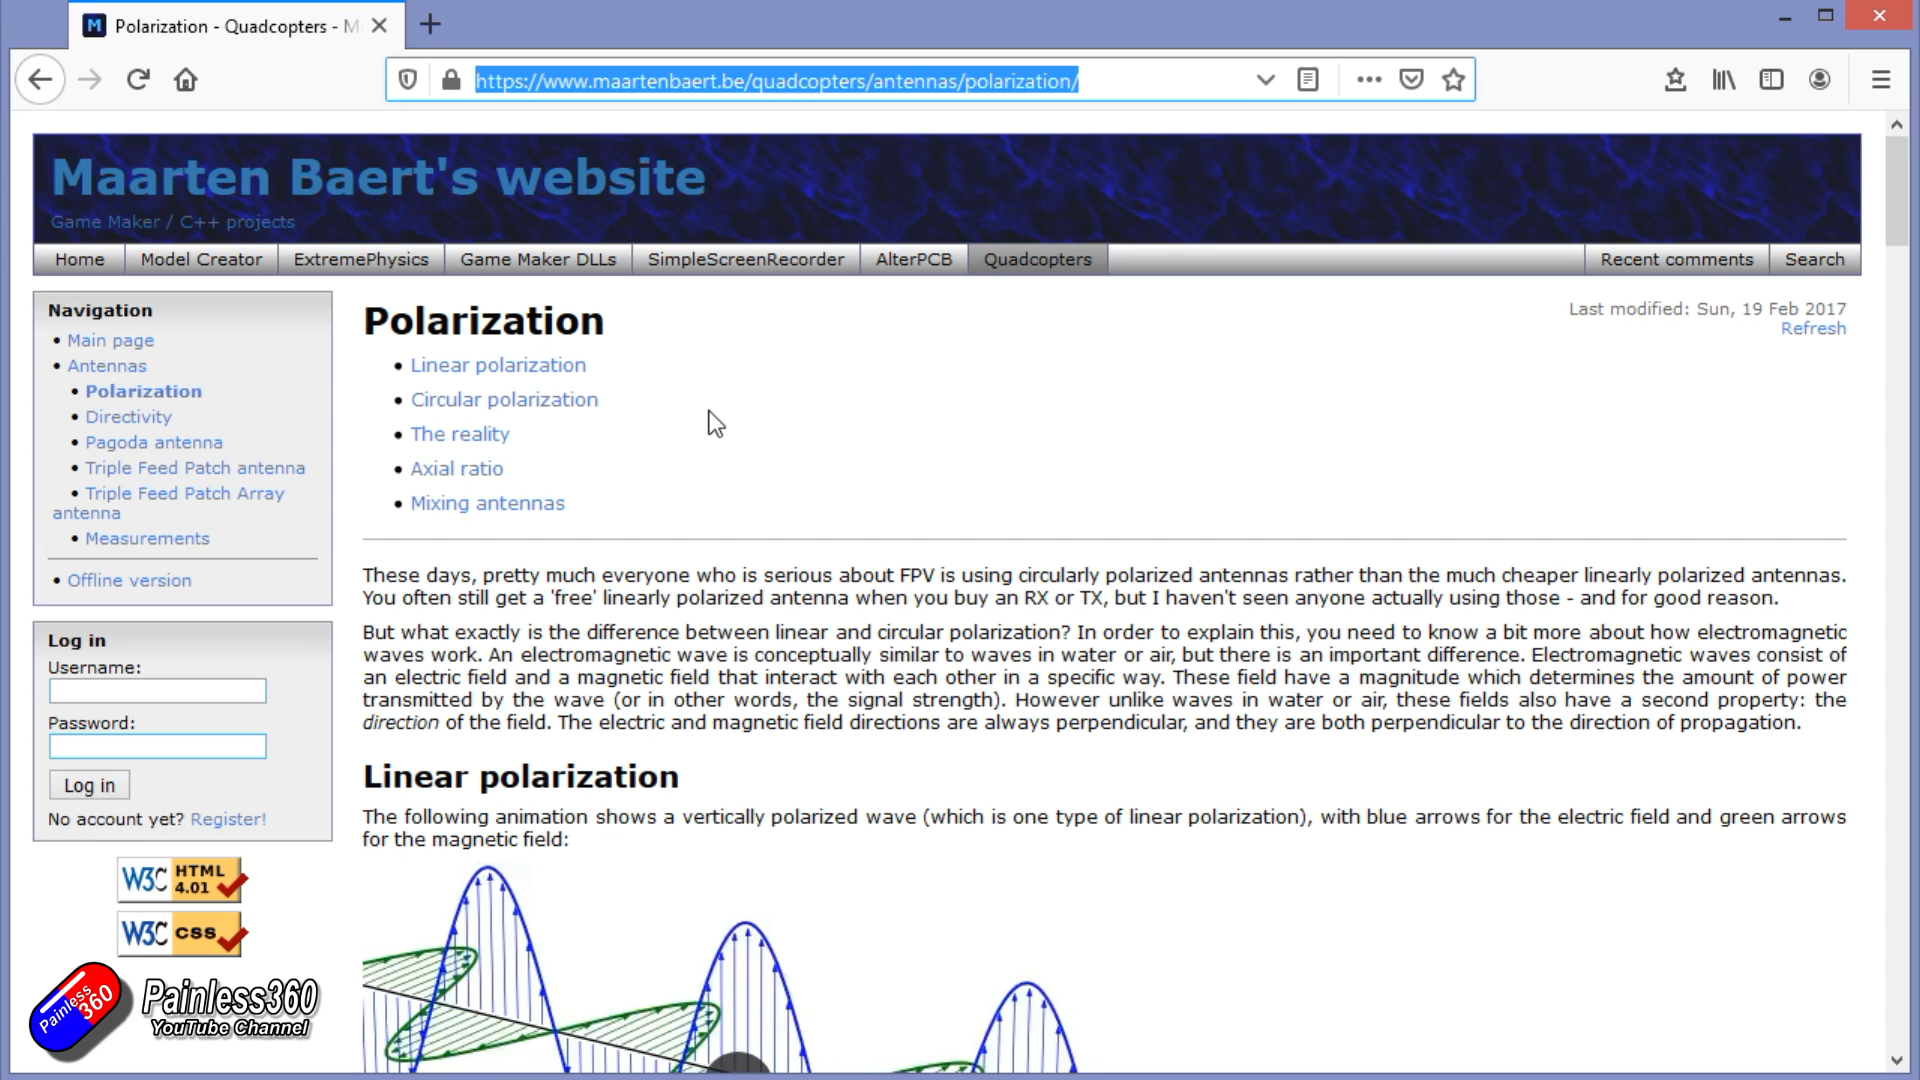 Polarization - Quadcopters - M
https://www.maartenbaert.be/quadcopters/antennas/polarization/
Maarten Baert's website
Game Maker / C++ projects
Home Model Creator ExtremePhysics Game Maker DLLs SimpleScreenRecorder AlterPCB Quadcopters Recent comments Search
Navigation
Main page
Antennas
Polarization
Directivity
Pagoda antenna
Triple Feed Patch antenna
Triple Feed Patch Array
antenna
Measurements
Offline version
Log in
Username:
Password:
Log in
No account yet? Register!
W3C HTML 4.01
W3C css
Painless360
Painless360
YouTube Channel
Polarization
Last modified: Sun, 19 Feb 2017
Refresh
Linear polarization
Circular polarization
The reality
Axial ratio
Mixing antennas
These days, pretty much everyone who is serious about FPV is using circularly polarized antennas rather than the much cheaper linearly polarized antennas.
You often still get a 'free' linearly polarized antenna when you buy an RX or TX, but I haven't seen anyone actually using those - and for good reason.
But what exactly is the difference between linear and circular polarization? In order to explain this, you need to know a bit more about how electromagnetic
waves work. An electromagnetic wave is conceptually similar to waves in water or air, but there is an important difference. Electromagnetic waves consist of
an electric field and a magnetic field that interact with each other in a specific way. These field have a magnitude which determines the amount of power
transmitted by the wave (or in other words, the signal strength). However unlike waves in water or air, these fields also have a second property: the
direction of the field. The electric and magnetic field directions are always perpendicular, and they are both perpendicular to the direction of propagation.
Linear polarization
The following animation shows a vertically polarized wave (which is one type of linear polarization), with blue arrows for the electric field and green arrows
for the magnetic field: